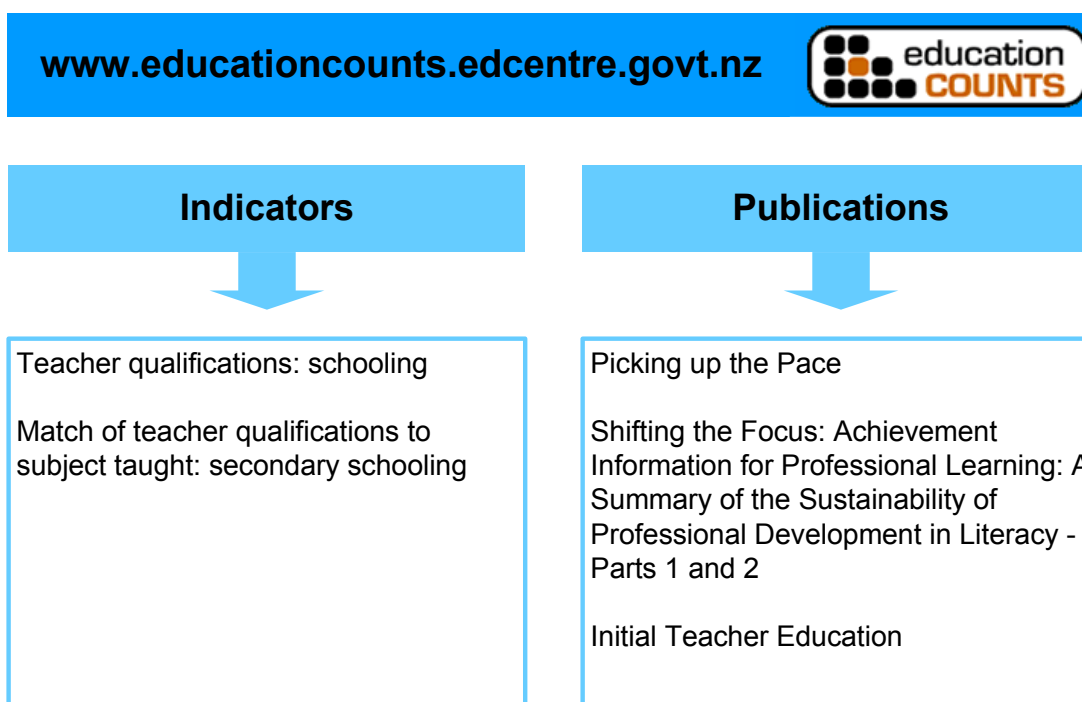 www.educationcounts.edcentre.govt.nz
education
COUNTS
Indicators
Publications
Teacher qualifications: schooling
Match of teacher qualifications to
subject taught: secondary schooling
Picking up the Pace
Shifting the Focus: Achievement
Information for Professional Learning: A
Summary of the Sustainability of
Professional Development in Literacy -
Parts 1 and 2
Initial Teacher Education